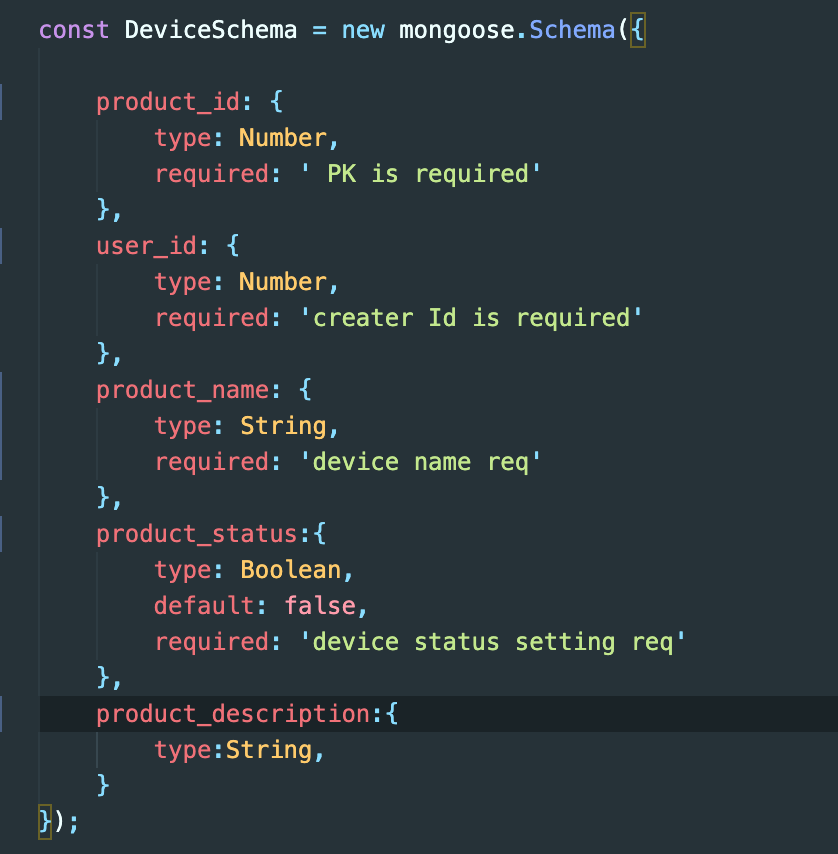 const DeviceSchema = new mongoose.Schema({
product_id: {
type: Number,
required: ' PK is required'
},
user_id: {
type: Number,
required: 'creater Id is required'
},
product_name: {
type: String,
required: 'device name req'
},
product_status:{
type: Boolean,
default: false,
required: 'device status setting req'
},
product_description:{
type:String,
}
});